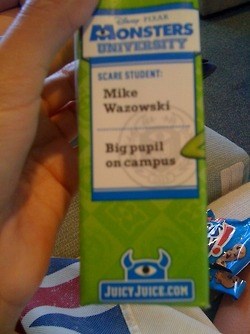 Disney PIXAR
MONSTERS
UNIVERSITY
SCARE STUDENT:
Mike
Wazowski
Big pupil
on campus
JUICYJUICE.COM